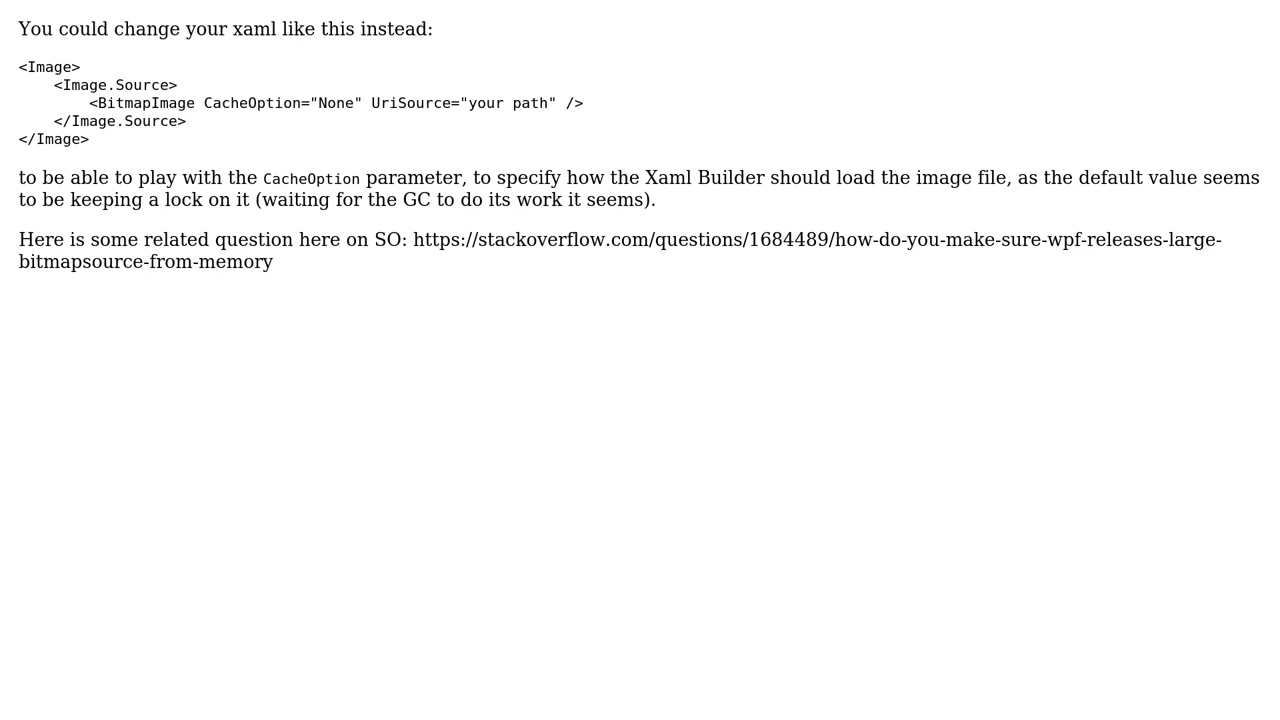 You could change your xaml like this instead:
<Image>
    <Image.Source>
        <BitmapImage CacheOption="None" UriSource="your path" />
    </Image.Source>
</Image>
to be able to play with the CacheOption parameter, to specify how the Xaml Builder should load the image file, as the default value seems
to be keeping a lock on it (waiting for the GC to do its work it seems).
Here is some related question here on SO: https://stackoverflow.com/questions/1684489/how-do-you-make-sure-wpf-releases-large-
bitmapsource-from-memory